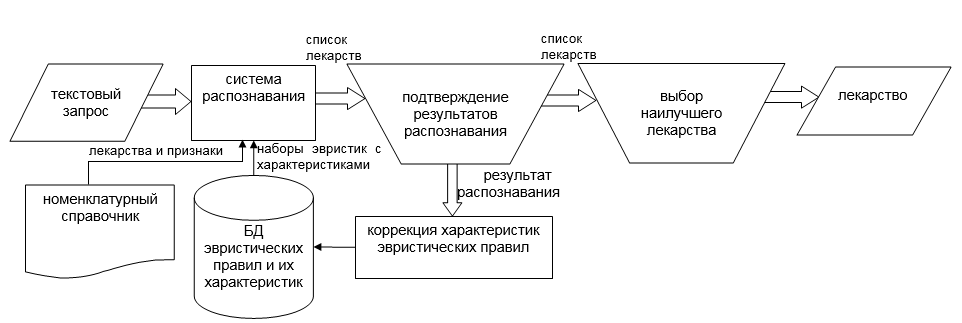 список
лекарств
список
лекарств
текстовый
запрос
система
распознавания
подтверждение
результатов
распознавания
выбор
наилучшего
лекарства
лекарство
лекарства и признаки
наборы эвристик с
характеристиками
номенклатурный
справочник
БД
эвристических
правил и их
характеристик
результат
распознавания
коррекция характеристик
эвристических правил